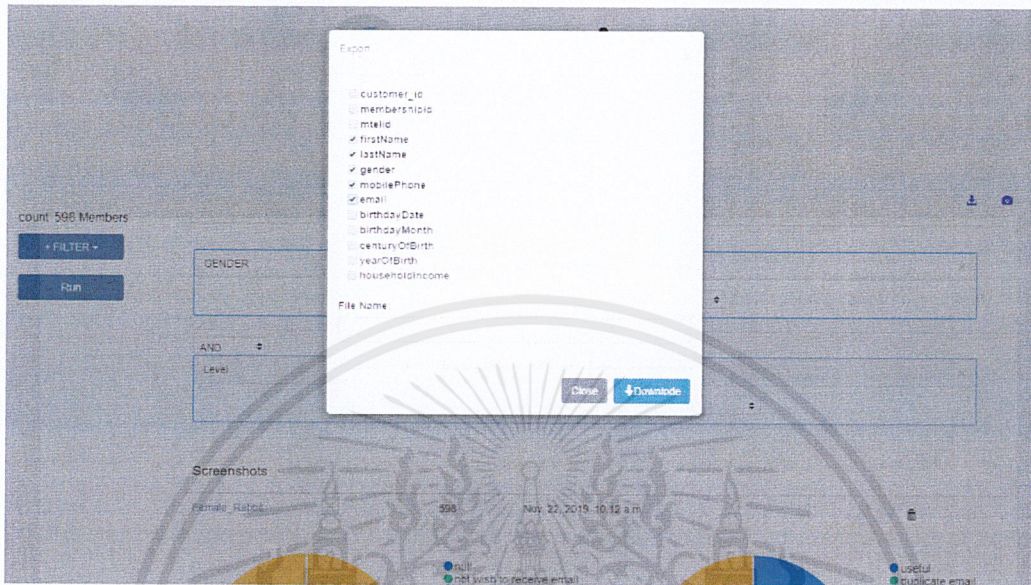 Export
customer_id
membershipid
mtelid
firstName
lastName
gender
mobilePhone
email
birthdayDate
birthdayMonth
centuryOfBirth
yearOfBirth
householdIncome
File Name
Close Downlode
count 598 Members
+ FILTER -
Run
GENDER
AND
Level
Screenshots
Female_Rabbit 598 Nov. 22, 2019, 10:12 a.m.
null
not wish to receive email
useful
duplicate email